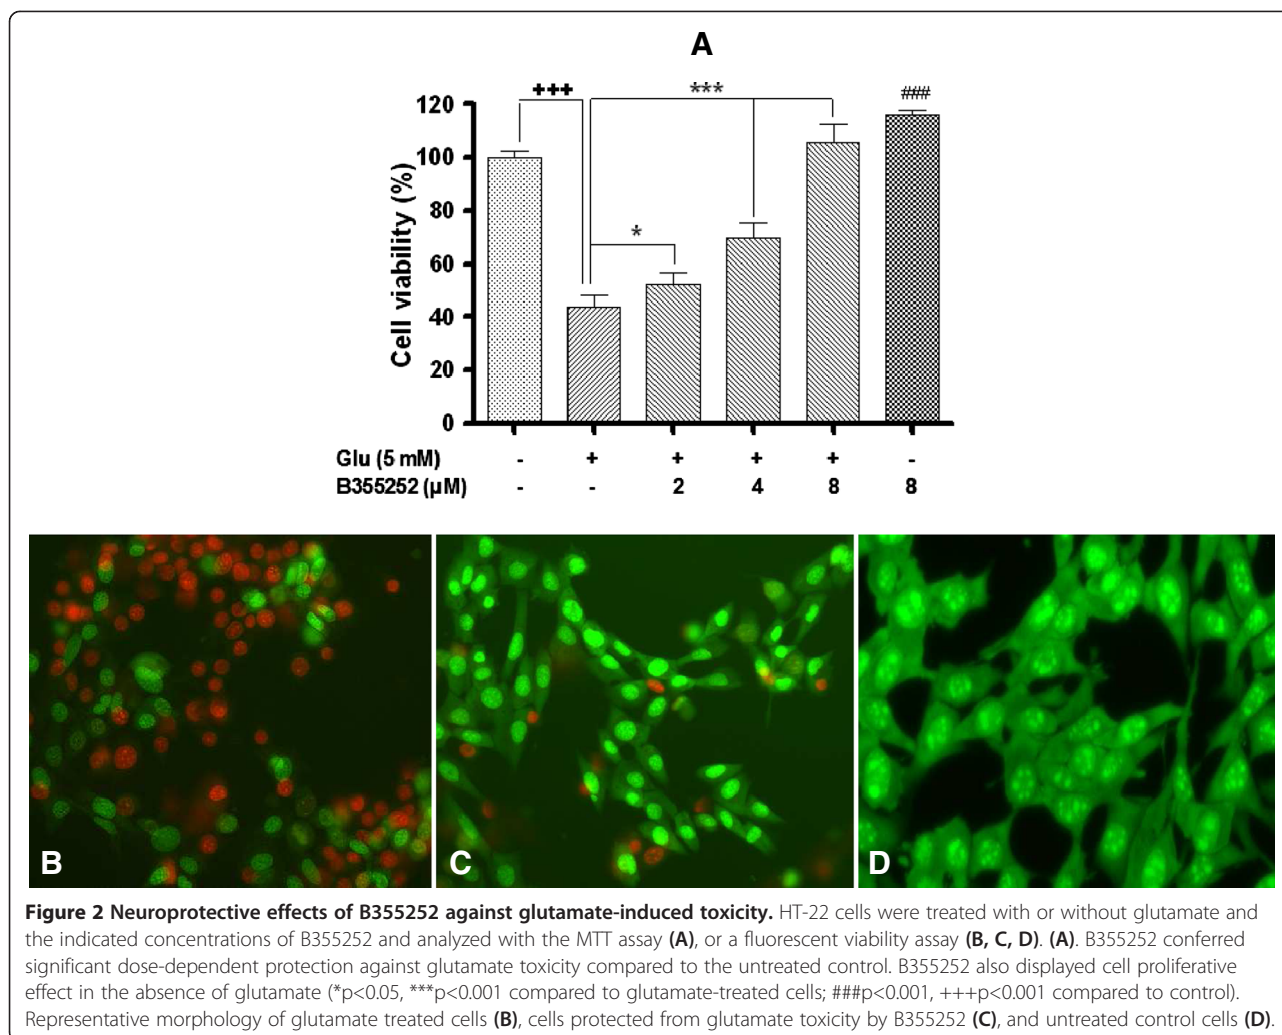 A
+++
***
###
*
120
100
80
60
40
20
0
Cell viability (%)
Glu (5 mM) - + + + + -
B355252 (µM) - - 2 4 8 8
B C D
Figure 2 Neuroprotective effects of B355252 against glutamate-induced toxicity. HT-22 cells were treated with or without glutamate and
the indicated concentrations of B355252 and analyzed with the MTT assay (A), or a fluorescent viability assay (B, C, D). (A). B355252 conferred
significant dose-dependent protection against glutamate toxicity compared to the untreated control. B355252 also displayed cell proliferative
effect in the absence of glutamate (*p<0.05, ***p<0.001 compared to glutamate-treated cells; ###p<0.001, +++p<0.001 compared to control).
Representative morphology of glutamate treated cells (B), cells protected from glutamate toxicity by B355252 (C), and untreated control cells (D).